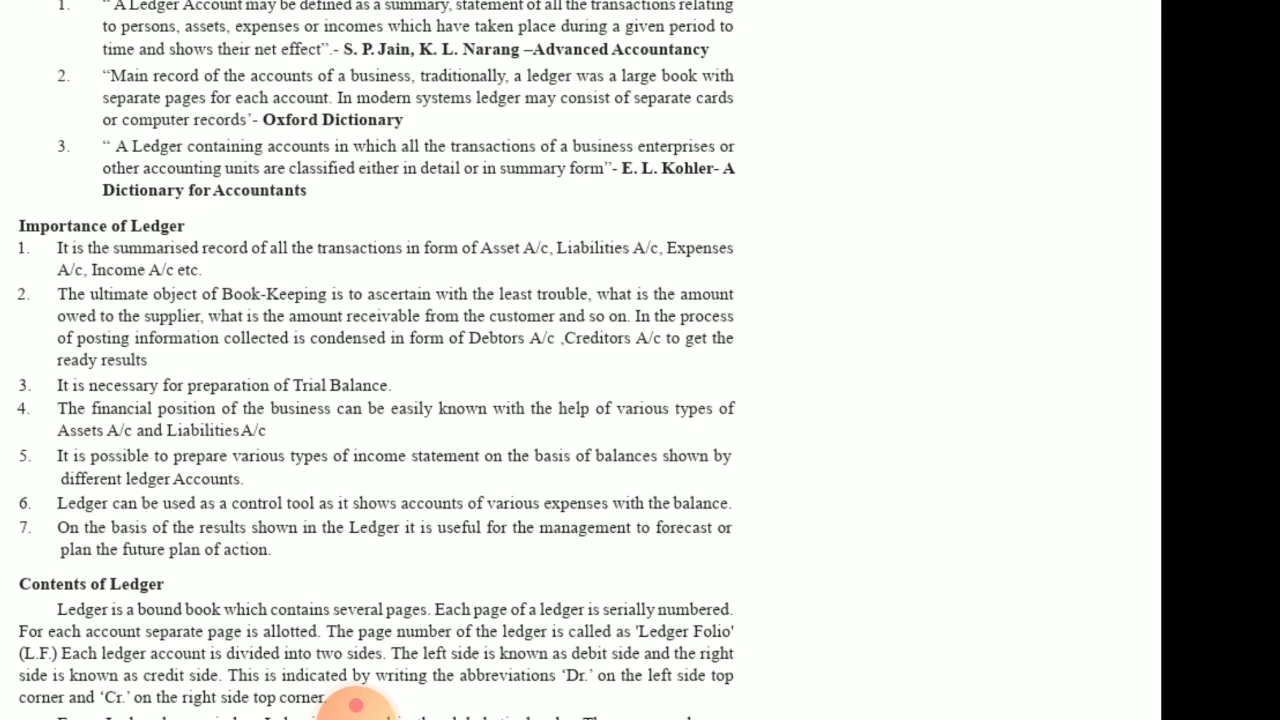 1. “ A Ledger Account may be defined as a summary, statement of all the transactions relating
to persons, assets, expenses or incomes which have taken place during a given period to
time and shows their net effect”.- S. P. Jain, K. L. Narang –Advanced Accountancy
2. “Main record of the accounts of a business, traditionally, a ledger was a large book with
separate pages for each account. In modern systems ledger may consist of separate cards
or computer records’- Oxford Dictionary
3. “ A Ledger containing accounts in which all the transactions of a business enterprises or
other accounting units are classified either in detail or in summary form”- E. L. Kohler- A
Dictionary for Accountants
Importance of Ledger
1. It is the summarised record of all the transactions in form of Asset A/c, Liabilities A/c, Expenses
A/c, Income A/c etc.
2. The ultimate object of Book-Keeping is to ascertain with the least trouble, what is the amount
owed to the supplier, what is the amount receivable from the customer and so on. In the process
of posting information collected is condensed in form of Debtors A/c ,Creditors A/c to get the
ready results
3. It is necessary for preparation of Trial Balance.
4. The financial position of the business can be easily known with the help of various types of
Assets A/c and Liabilities A/c
5. It is possible to prepare various types of income statement on the basis of balances shown by
different ledger Accounts.
6. Ledger can be used as a control tool as it shows accounts of various expenses with the balance.
7. On the basis of the results shown in the Ledger it is useful for the management to forecast or
plan the future plan of action.
Contents of Ledger
Ledger is a bound book which contains several pages. Each page of a ledger is serially numbered.
For each account separate page is allotted. The page number of the ledger is called as 'Ledger Folio'
(L.F.) Each ledger account is divided into two sides. The left side is known as debit side and the right
side is known as credit side. This is indicated by writing the abbreviations ‘Dr.’ on the left side top
corner and ‘Cr.’ on the right side top corner.